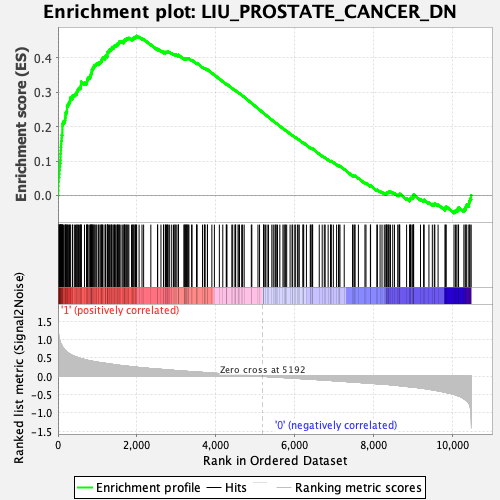 Enrichment plot: LIU_PROSTATE_CANCER_DN
Enrichment score (ES)
0.4
0.3
0.2
0.1
0.0
'1' (positively correlated)
Ranked list metric (Signal2Noise)
1.5
1.0
0.5
0.0
-0.5
-1.0
-1.5
Zero cross at 5192
'0' (negatively correlated)
0
2,000
4,000
6,000
8,000
10,000
Rank in Ordered Dataset
Enrichment profile
Hits
Ranking metric scores